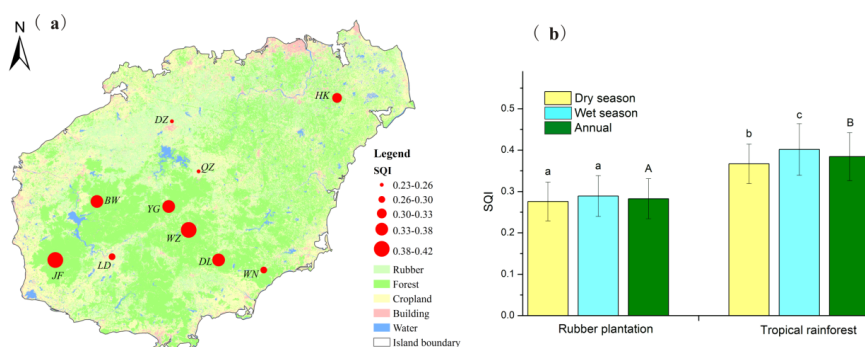 N
( a)
HK
DZ
QZ
BW
YG
WZ
JF
LD
DL
WN
Legend
SQI
0.23-0.26
0.26-0.30
0.30-0.33
0.33-0.38
0.38-0.42
Rubber
Forest
Cropland
Building
Water
Island boundary
( b)
Dry season
Wet season
Annual
SQI
0.5
0.4
0.3
0.2
0.1
0.0
a
a
A
b
c
B
Rubber plantation
Tropical rainforest